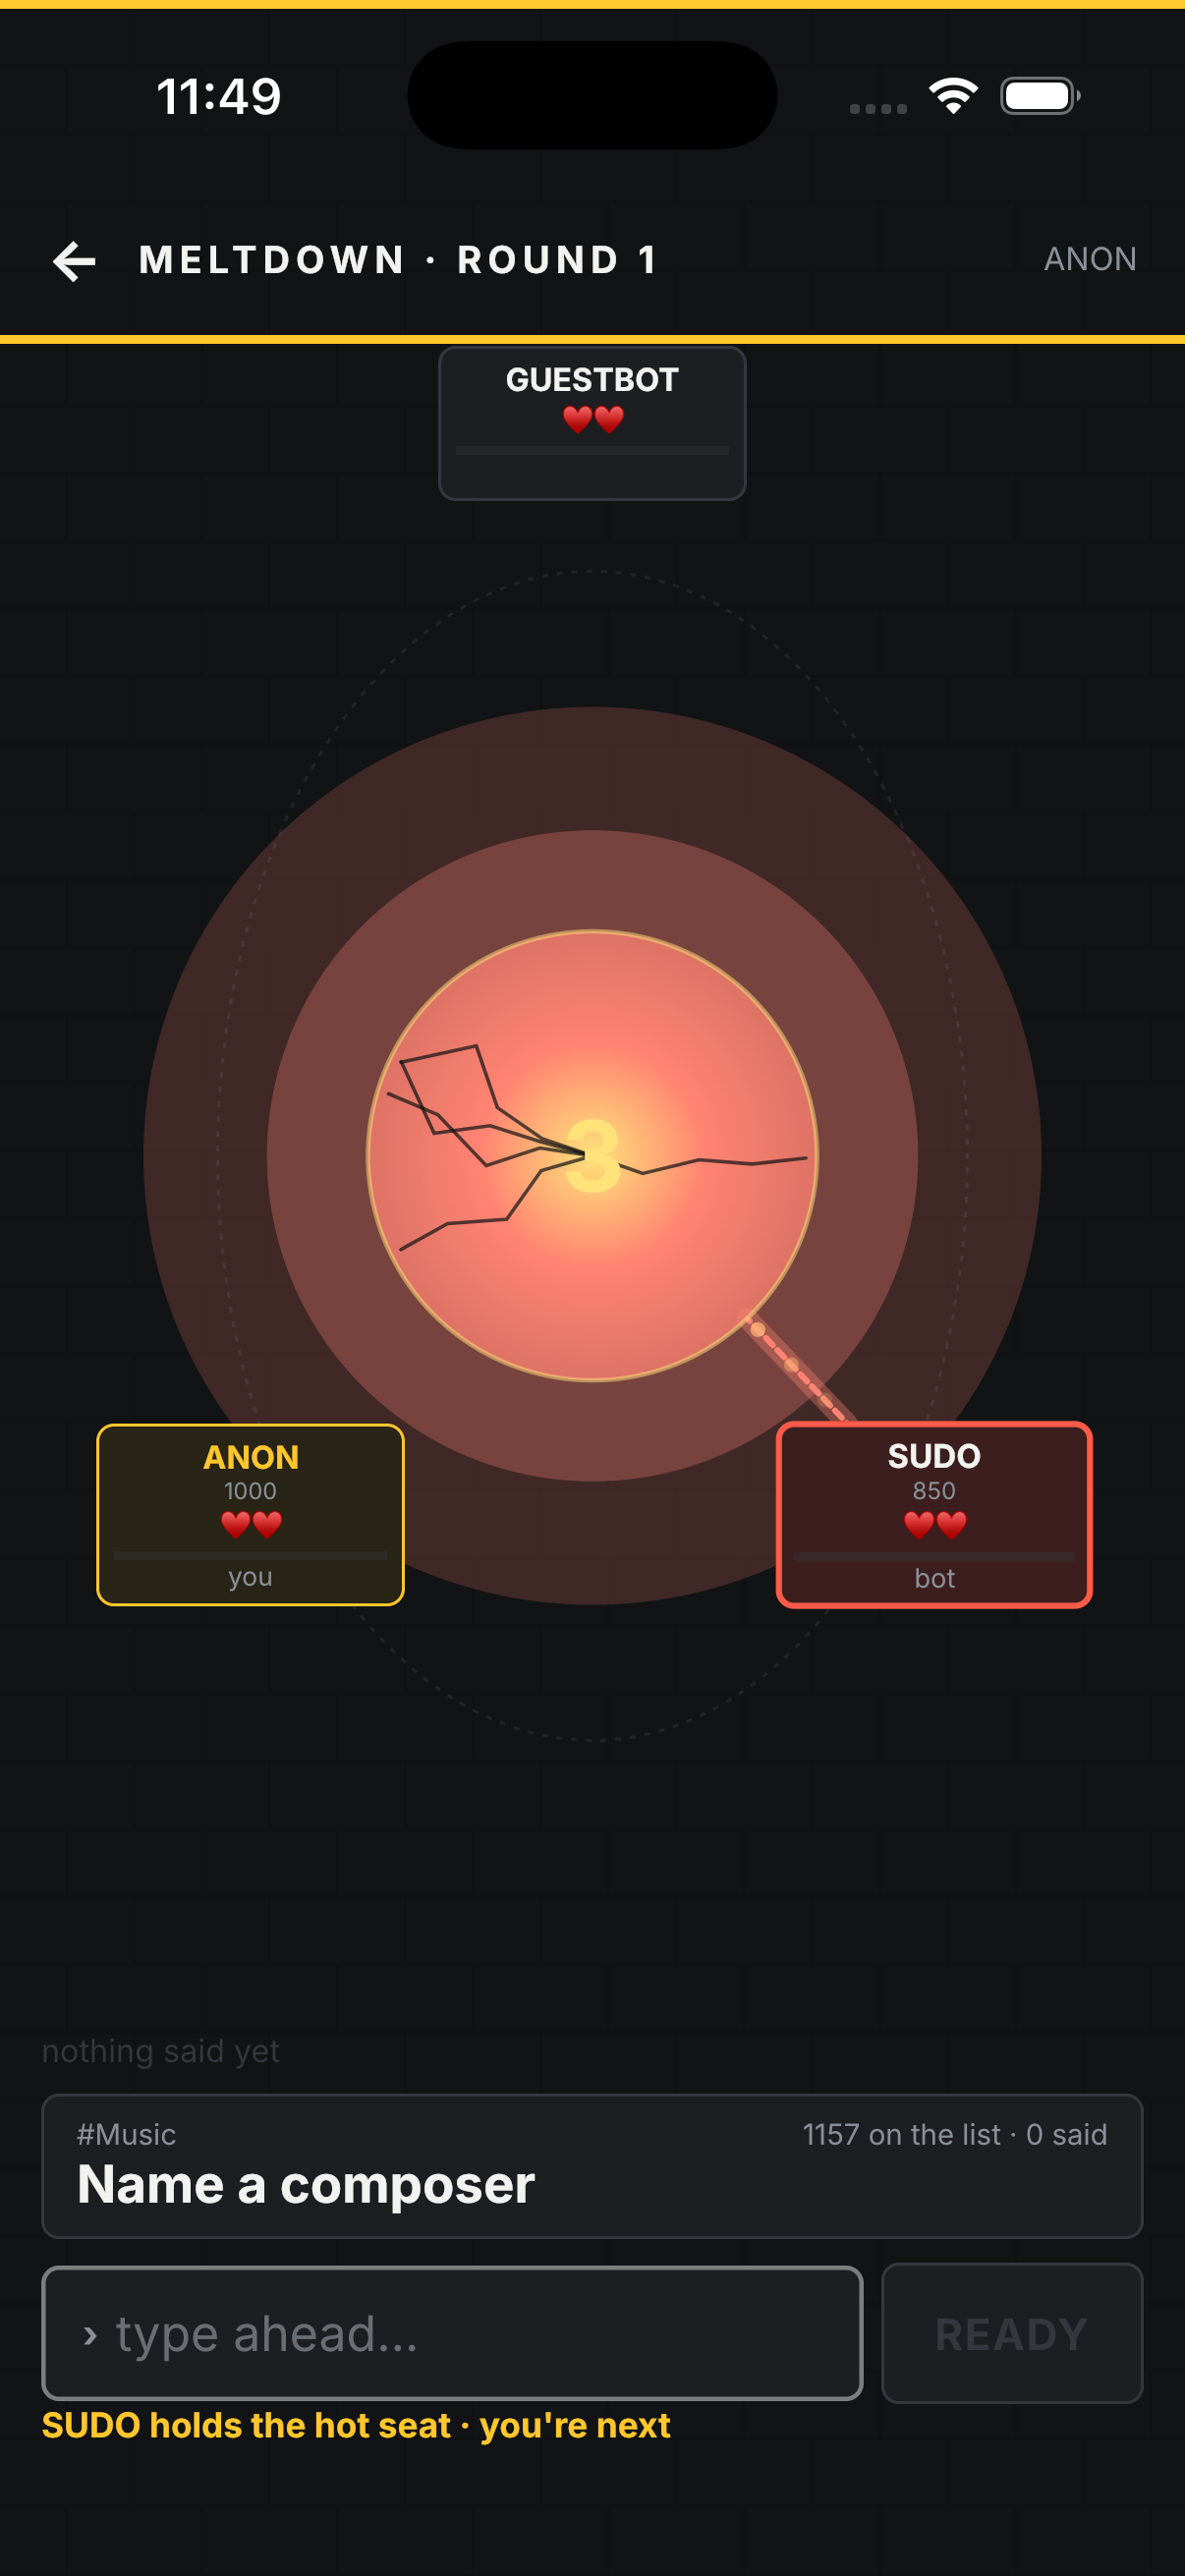 11:49
MELTDOWN · ROUND 1
ANON
GUESTBOT
3
ANON
1000
you
SUDO
850
bot
nothing said yet
#Music
1157 on the list · 0 said
Name a composer
› type ahead...
READY
SUDO holds the hot seat · you're next